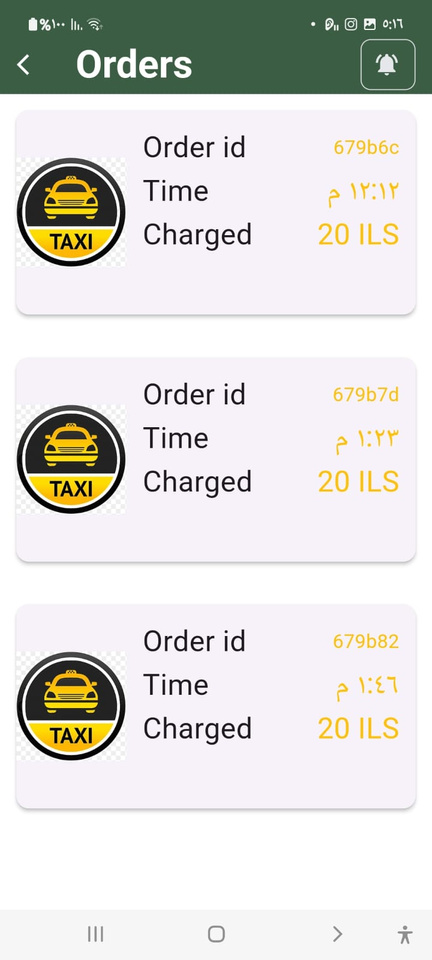 %١٠٠
٥:١٦
Orders
Order id 679b6c
Time ١٢:١٢ م
Charged 20 ILS
TAXI
Order id 679b7d
Time ١:٢٣ م
Charged 20 ILS
TAXI
Order id 679b82
Time ١:٤٦ م
Charged 20 ILS
TAXI